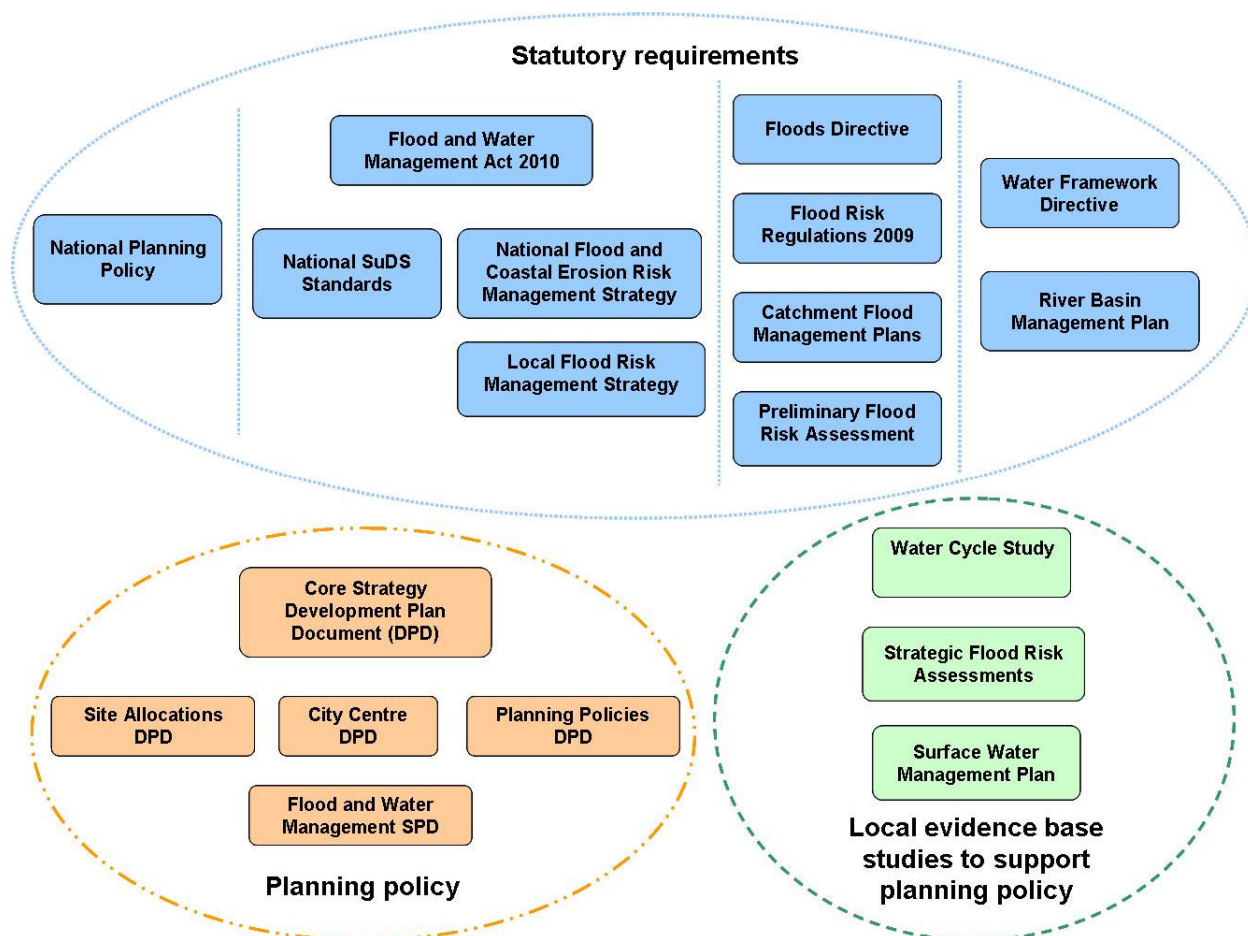 Statutory requirements
National Planning
Policy
Flood and Water
Management Act 2010
National SuDS
Standards
National Flood and
Coastal Erosion Risk
Management Strategy
Local Flood Risk
Management Strategy
Floods Directive
Flood Risk
Regulations 2009
Catchment Flood
Management Plans
Preliminary Flood
Risk Assessment
Water Framework
Directive
River Basin
Management Plan
Core Strategy
Development Plan
Document (DPD)
Site Allocations
DPD
City Centre
DPD
Planning Policies
DPD
Flood and Water
Management SPD
Planning policy
Water Cycle Study
Strategic Flood Risk
Assessments
Surface Water
Management Plan
Local evidence base
studies to support
planning policy